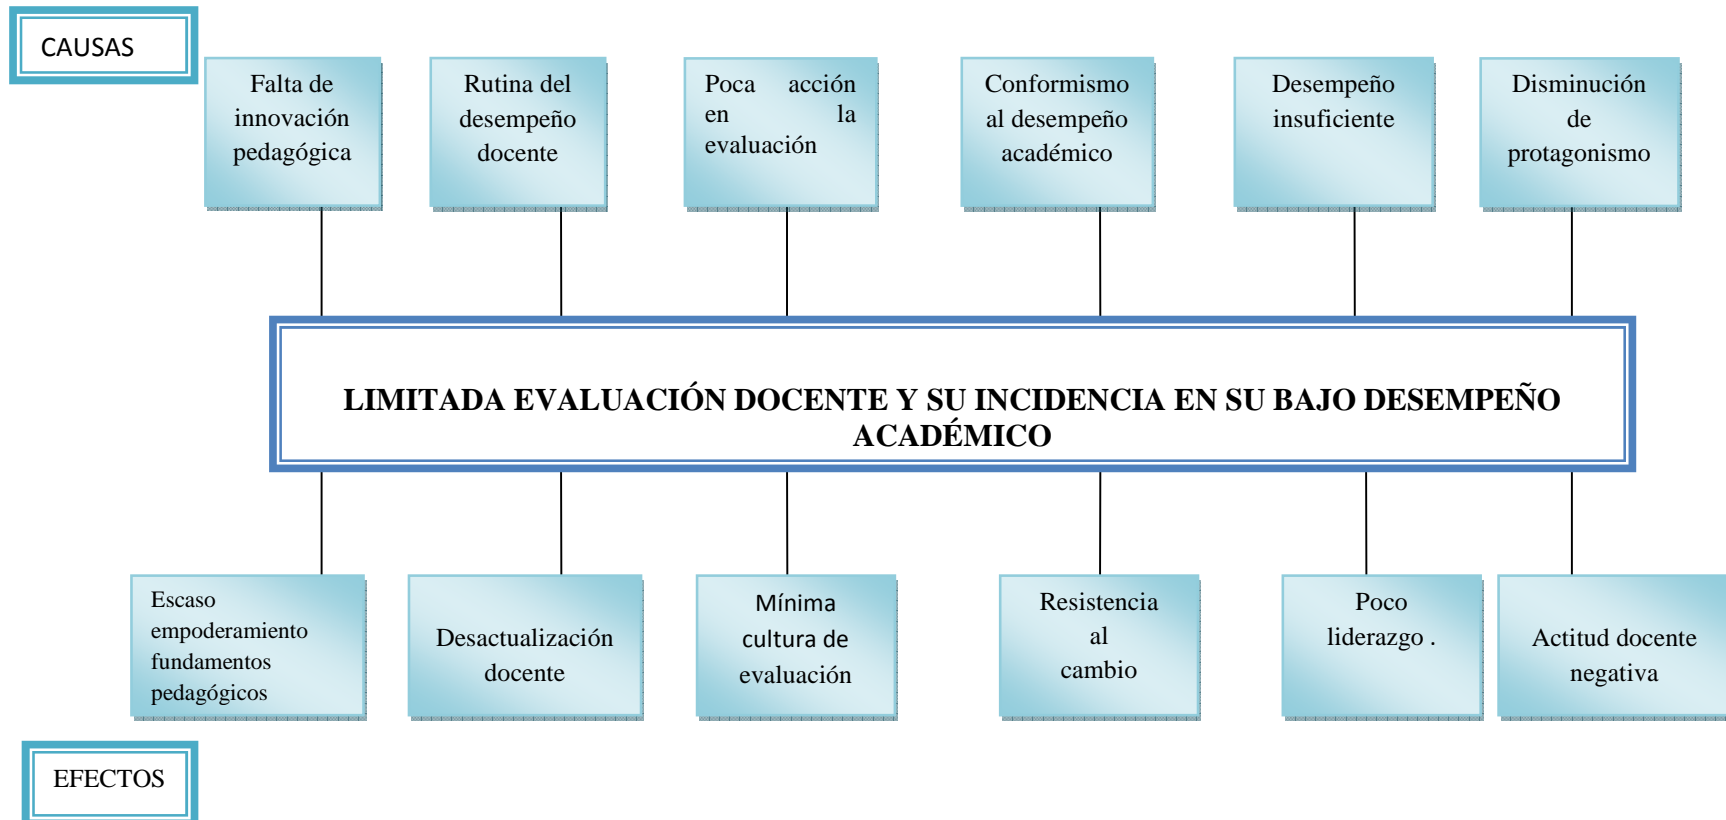 CAUSAS
Falta de
innovación
pedagógica
Rutina del
desempeño
docente
Poca acción
en la
evaluación
Conformismo
al desempeño
académico
Desempeño
insuficiente
Disminución
de
protagonismo
LIMITADA EVALUACIÓN DOCENTE Y SU INCIDENCIA EN SU BAJO DESEMPEÑO
ACADÉMICO
Escaso
empoderamiento
fundamentos
pedagógicos
Desactualización
docente
Mínima
cultura de
evaluación
Resistencia
al
cambio
Poco
liderazgo .
Actitud docente
negativa
EFECTOS